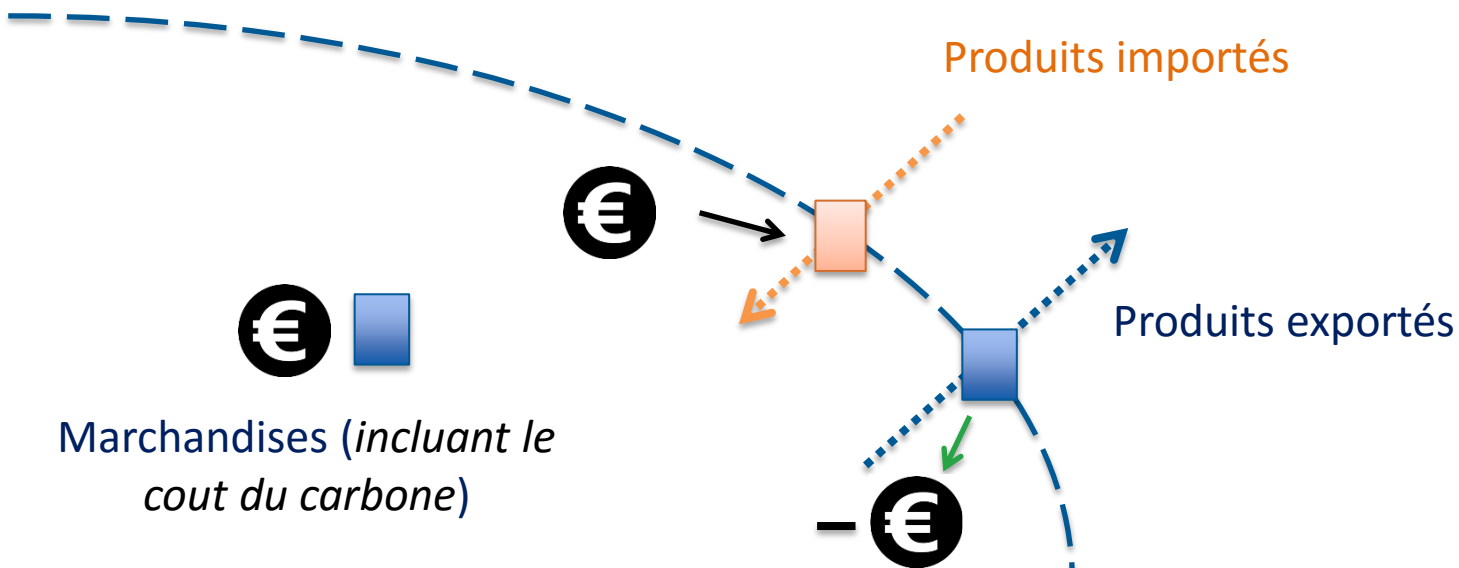 Produits importés
€
€
Produits exportés
Marchandises (incluant le
cout du carbone)
– €